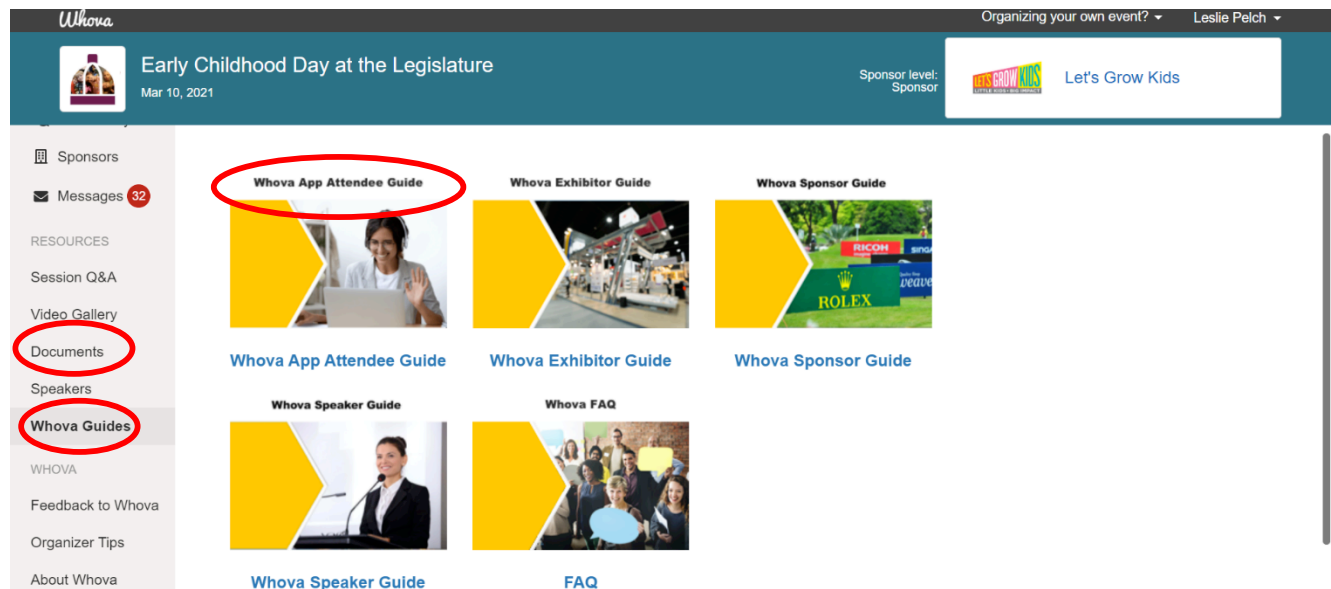 Whova
Organizing your own event?
Leslie Pelch
Early Childhood Day at the Legislature
Mar 10, 2021
Sponsor level:
Sponsor
LET'S GROW KIDS
Let's Grow Kids
Sponsors
Messages 32
RESOURCES
Session Q&A
Video Gallery
Documents
Speakers
Whova Guides
WHOVA
Feedback to Whova
Organizer Tips
About Whova
Whova App Attendee Guide
Whova Exhibitor Guide
Whova Sponsor Guide
RICOH
ROLEX
Whova App Attendee Guide
Whova Exhibitor Guide
Whova Sponsor Guide
Whova Speaker Guide
Whova FAQ
Whova Speaker Guide
FAQ